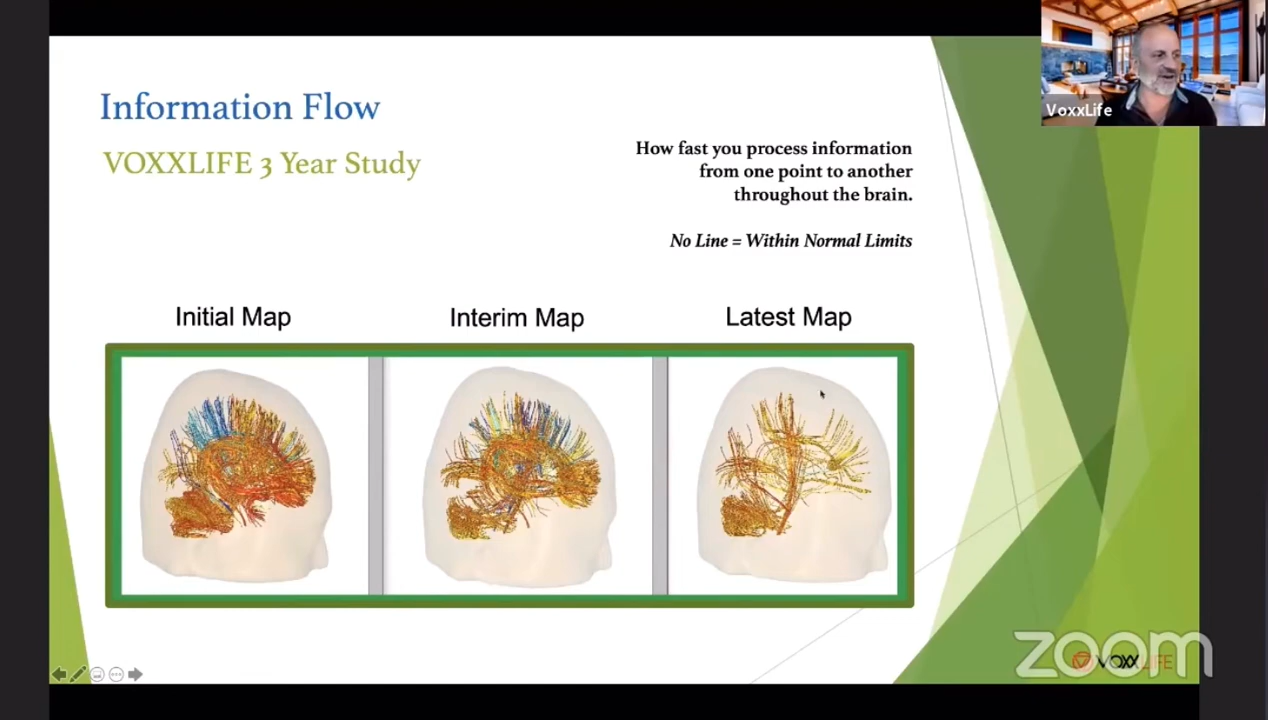 VoxxLife
Information Flow
VOXXLIFE 3 Year Study
How fast you process information
from one point to another
throughout the brain.
No Line = Within Normal Limits
Initial Map
Interim Map
Latest Map
zoom
VOXXLIFE